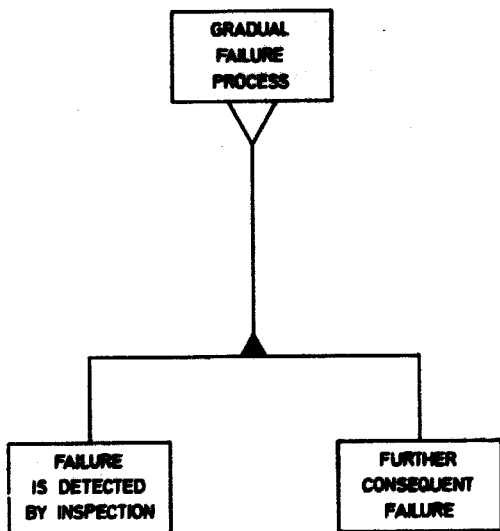 GRADUAL
FAILURE
PROCESS
FAILURE
IS DETECTED
BY INSPECTION
FURTHER
CONSEQUENT
FAILURE